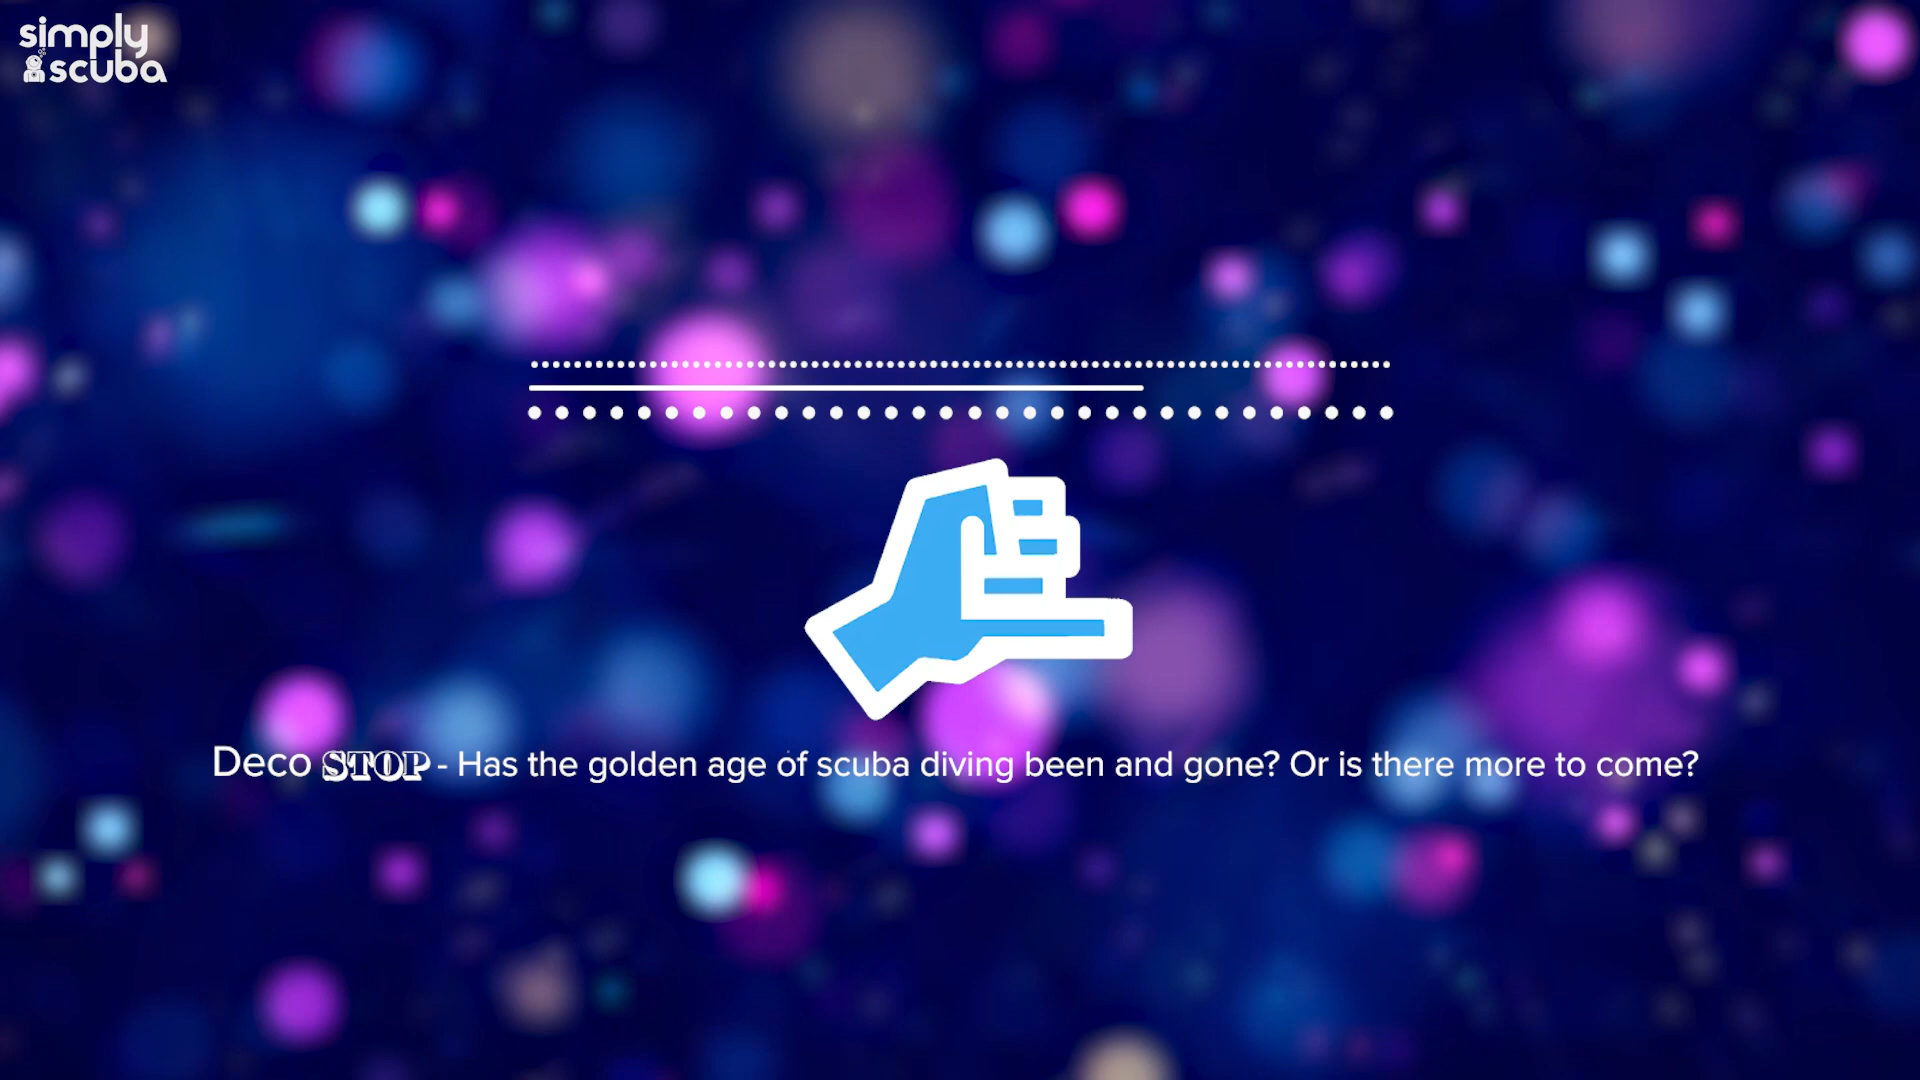 simply
scuba
Deco STOP - Has the golden age of scuba diving been and gone? Or is there more to come?